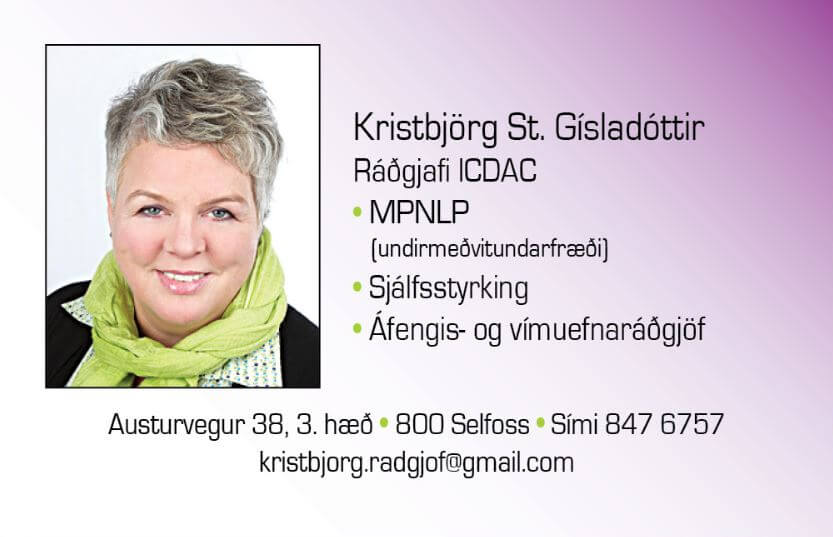 Kristbjörg St. Gísladóttir
Ráðgjafi ICDAC
• MPNLP
(undirmeðvitundarfræði)
• Sjálfsstyrking
• Áfengis- og vímuefnaráðgjöf
Austurvegur 38, 3. hæð • 800 Selfoss • Sími 847 6757
kristbjorg.radgjof@gmail.com